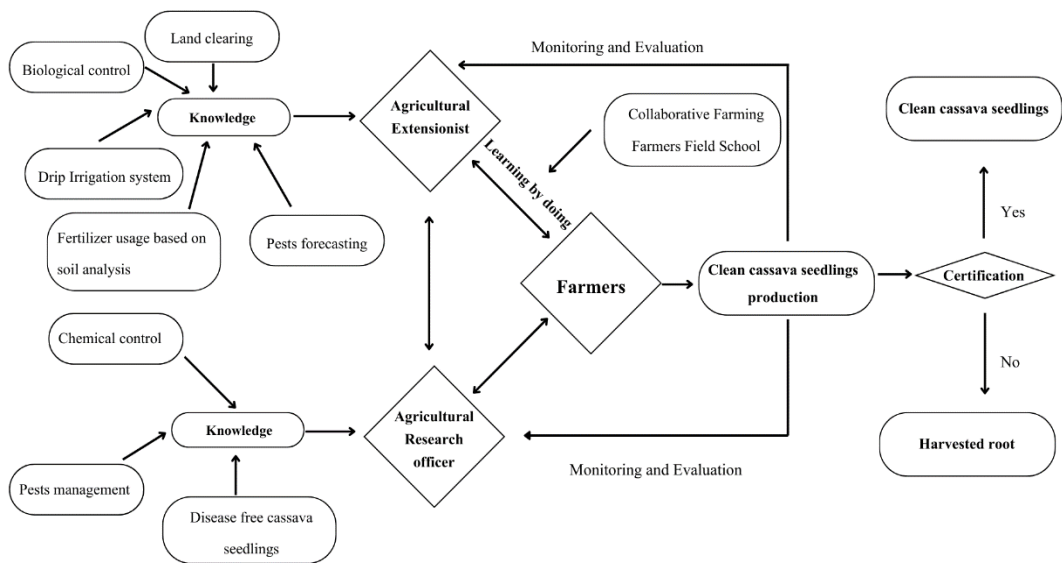 Land clearing
Monitoring and Evaluation
Biological control
Clean cassava seedlings
Knowledge
Agricultural
Extensionist
Collaborative Farming
Farmers Field School
Learning by doing
Drip Irrigation system
Fertilizer usage based on
soil analysis
Pests forecasting
Yes
Farmers
Clean cassava seedlings
production
Certification
Chemical control
No
Knowledge
Agricultural
Research
officer
Harvested root
Monitoring and Evaluation
Pests management
Disease free cassava
seedlings